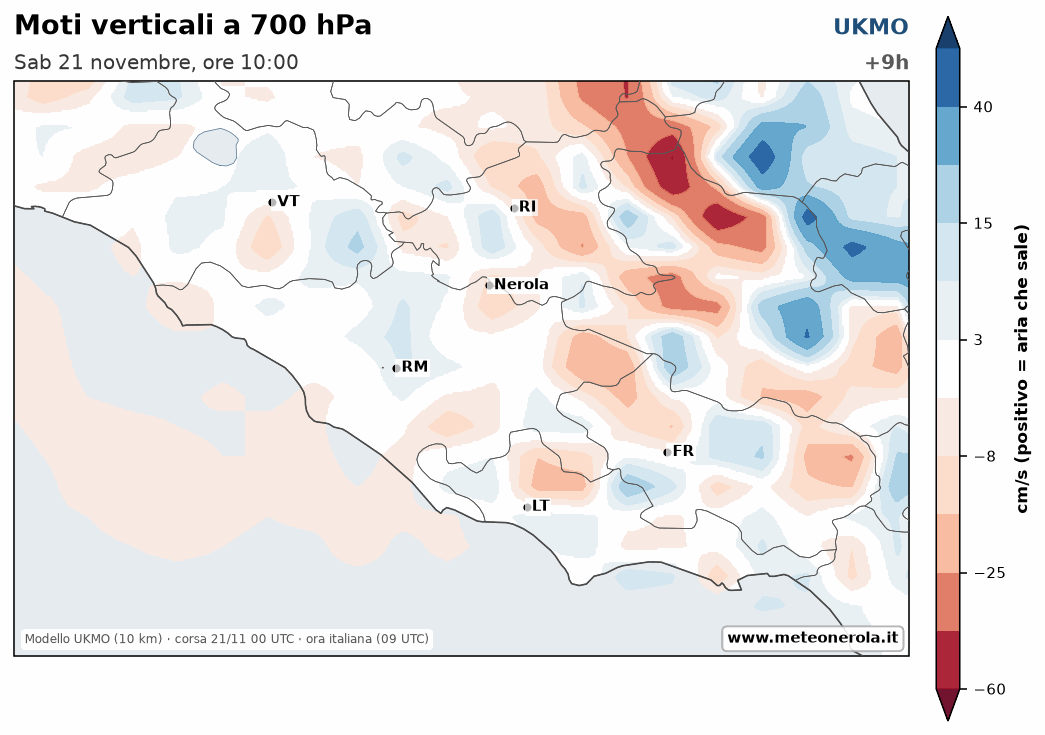 Moti verticali a 700 hPa
UKMO
Sab 21 novembre, ore 10:00
+9h
VT
RI
Nerola
RM
FR
LT
40
15
3
−8
−25
−60
cm/s (positivo = aria che sale)
Modello UKMO (10 km) · corsa 21/11 00 UTC · ora italiana (09 UTC)
www.meteonerola.it